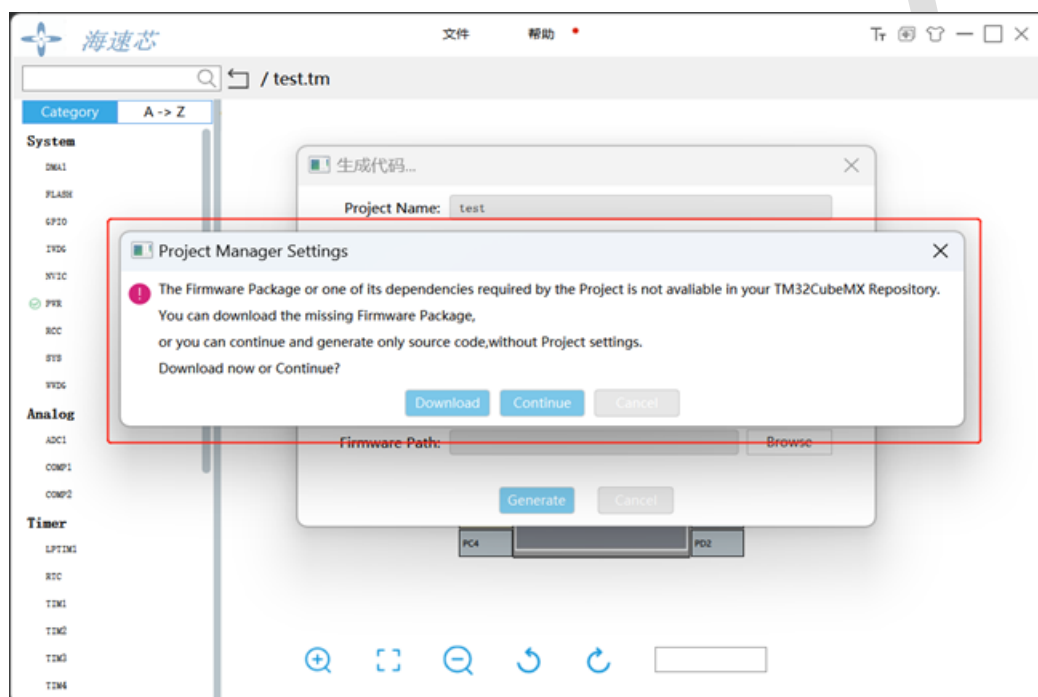 海速芯
文件
帮助
/ test.tm
Category
A -> Z
System
DMA1
FLASH
GPIO
IWDG
NVIC
PWR
RCC
SYS
WWDG
Analog
ADC1
COMP1
COMP2
Timer
LPTIM1
RTC
TIM1
TIM2
TIM3
TIM4
生成代码...
Project Name: test
Project Manager Settings
The Firmware Package or one of its dependencies required by the Project is not avaliable in your TM32CubeMX Repository.
You can download the missing Firmware Package,
or you can continue and generate only source code,without Project settings.
Download now or Continue?
Download
Continue
Cancel
Firmware Path:
Browse
Generate
Cancel
PC4
PD2